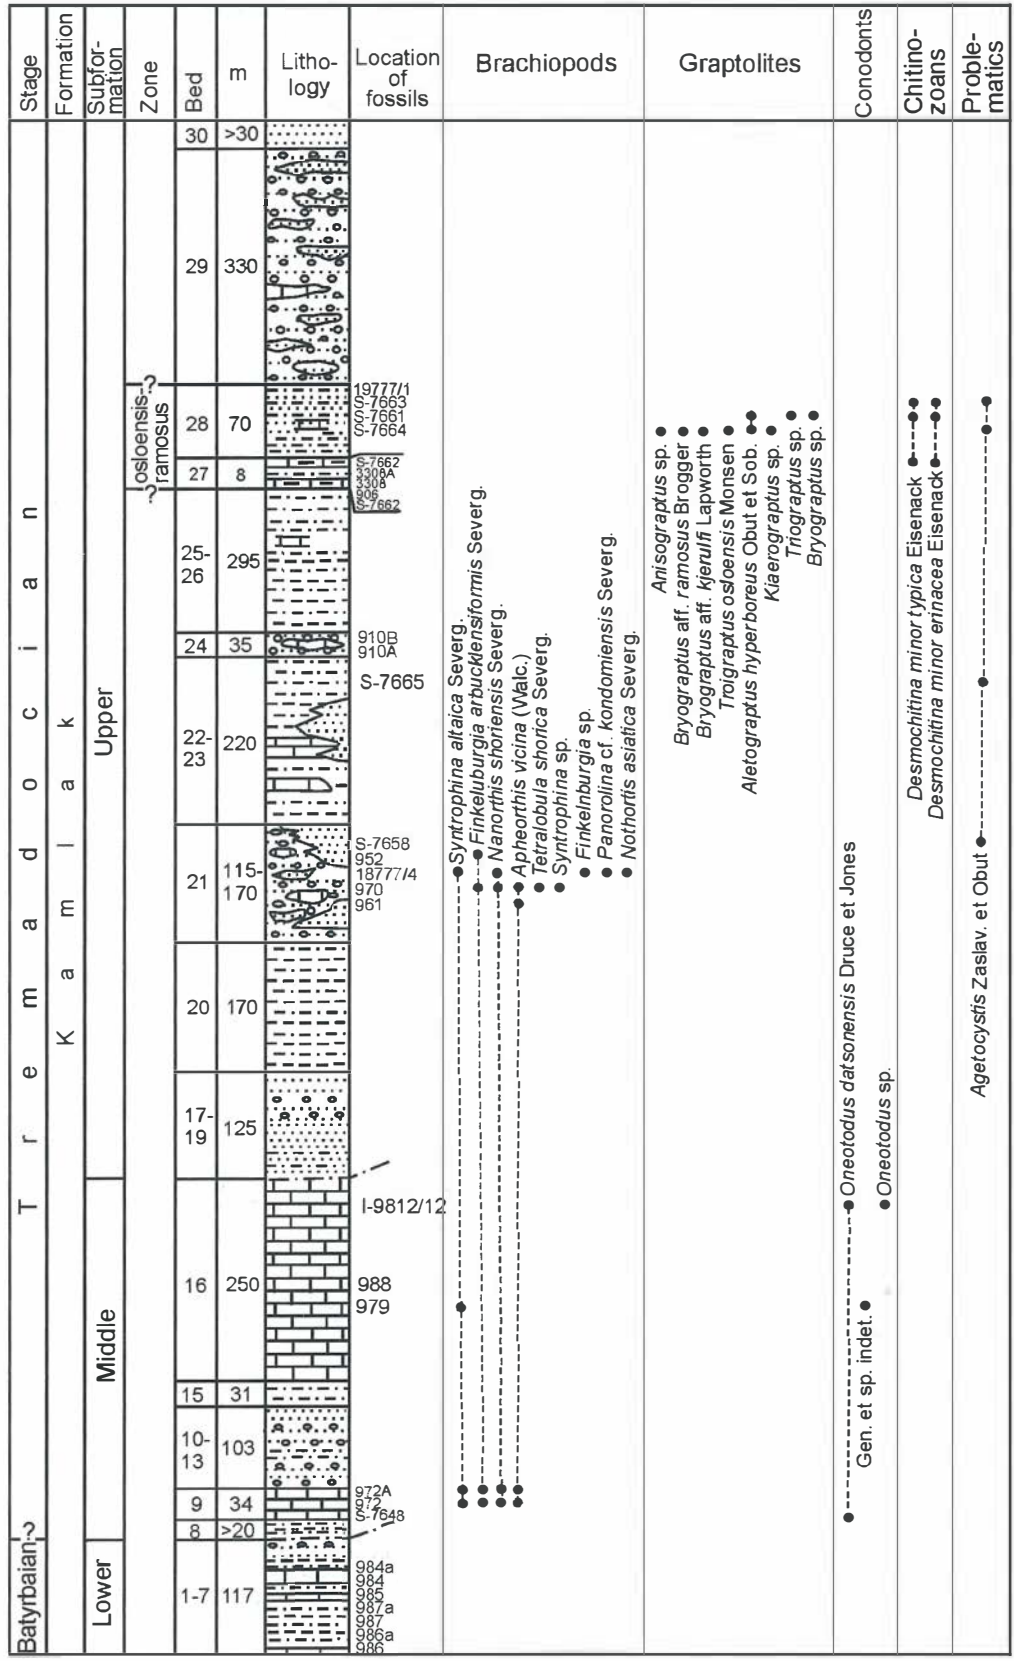 Stage
Formation
Subfor-
mation
Zone
Bed
m
Litho-
logy
Location
of
fossils
Brachiopods
Graptolites
Conodonts
Chitino-
zoans
Proble-
matics
Tremadocian
Batyrbaian
?
Kamlak
Upper
Middle
Lower
?
osloensis-
ramosus
?
30 >30
29 330
28 70
27 8
25-
26
295
24 35
22-
23
220
21
115-
170
20 170
17-
19
125
16 250
15 31
10-
13
103
9 34
8 >20
1-7 117
19777/1
S-7663
S-7661
S-7664
S-7662
3308A
3308
906
S-7662
910B
910A
S-7665
S-7658
952
18777/4
970
961
I-9812/12
988
979
972A
972
S-7648
984a
984
985
987a
987
986a
986
Syntrophina altaica Severg.
Finkeluburgia arbucklensiformis Severg.
Nanorthis shoriensis Severg.
Apheorthis vicina (Walc.)
Tetralobula shorica Severg.
Syntrophina sp.
Finkelnburgia sp.
Panorolina cf. kondomiensis Severg.
Nothortis asiatica Severg.
Anisograptus sp.
Bryograptus aff. ramosus Brogger
Bryograptus aff. kjerulfi Lapworth
Troigraptus osloensis Monsen
Aletograptus hyperboreus Obut et Sob.
Kiaerograptus sp.
Triograptus sp.
Bryograptus sp.
Oneotodus datsonensis Druce et Jones
Gen. et sp. indet.
Oneotodus sp.
Desmochitina minor typica Eisenack
Desmochitina minor erinacea Eisenack
Agetocystis Zaslav. et Obut